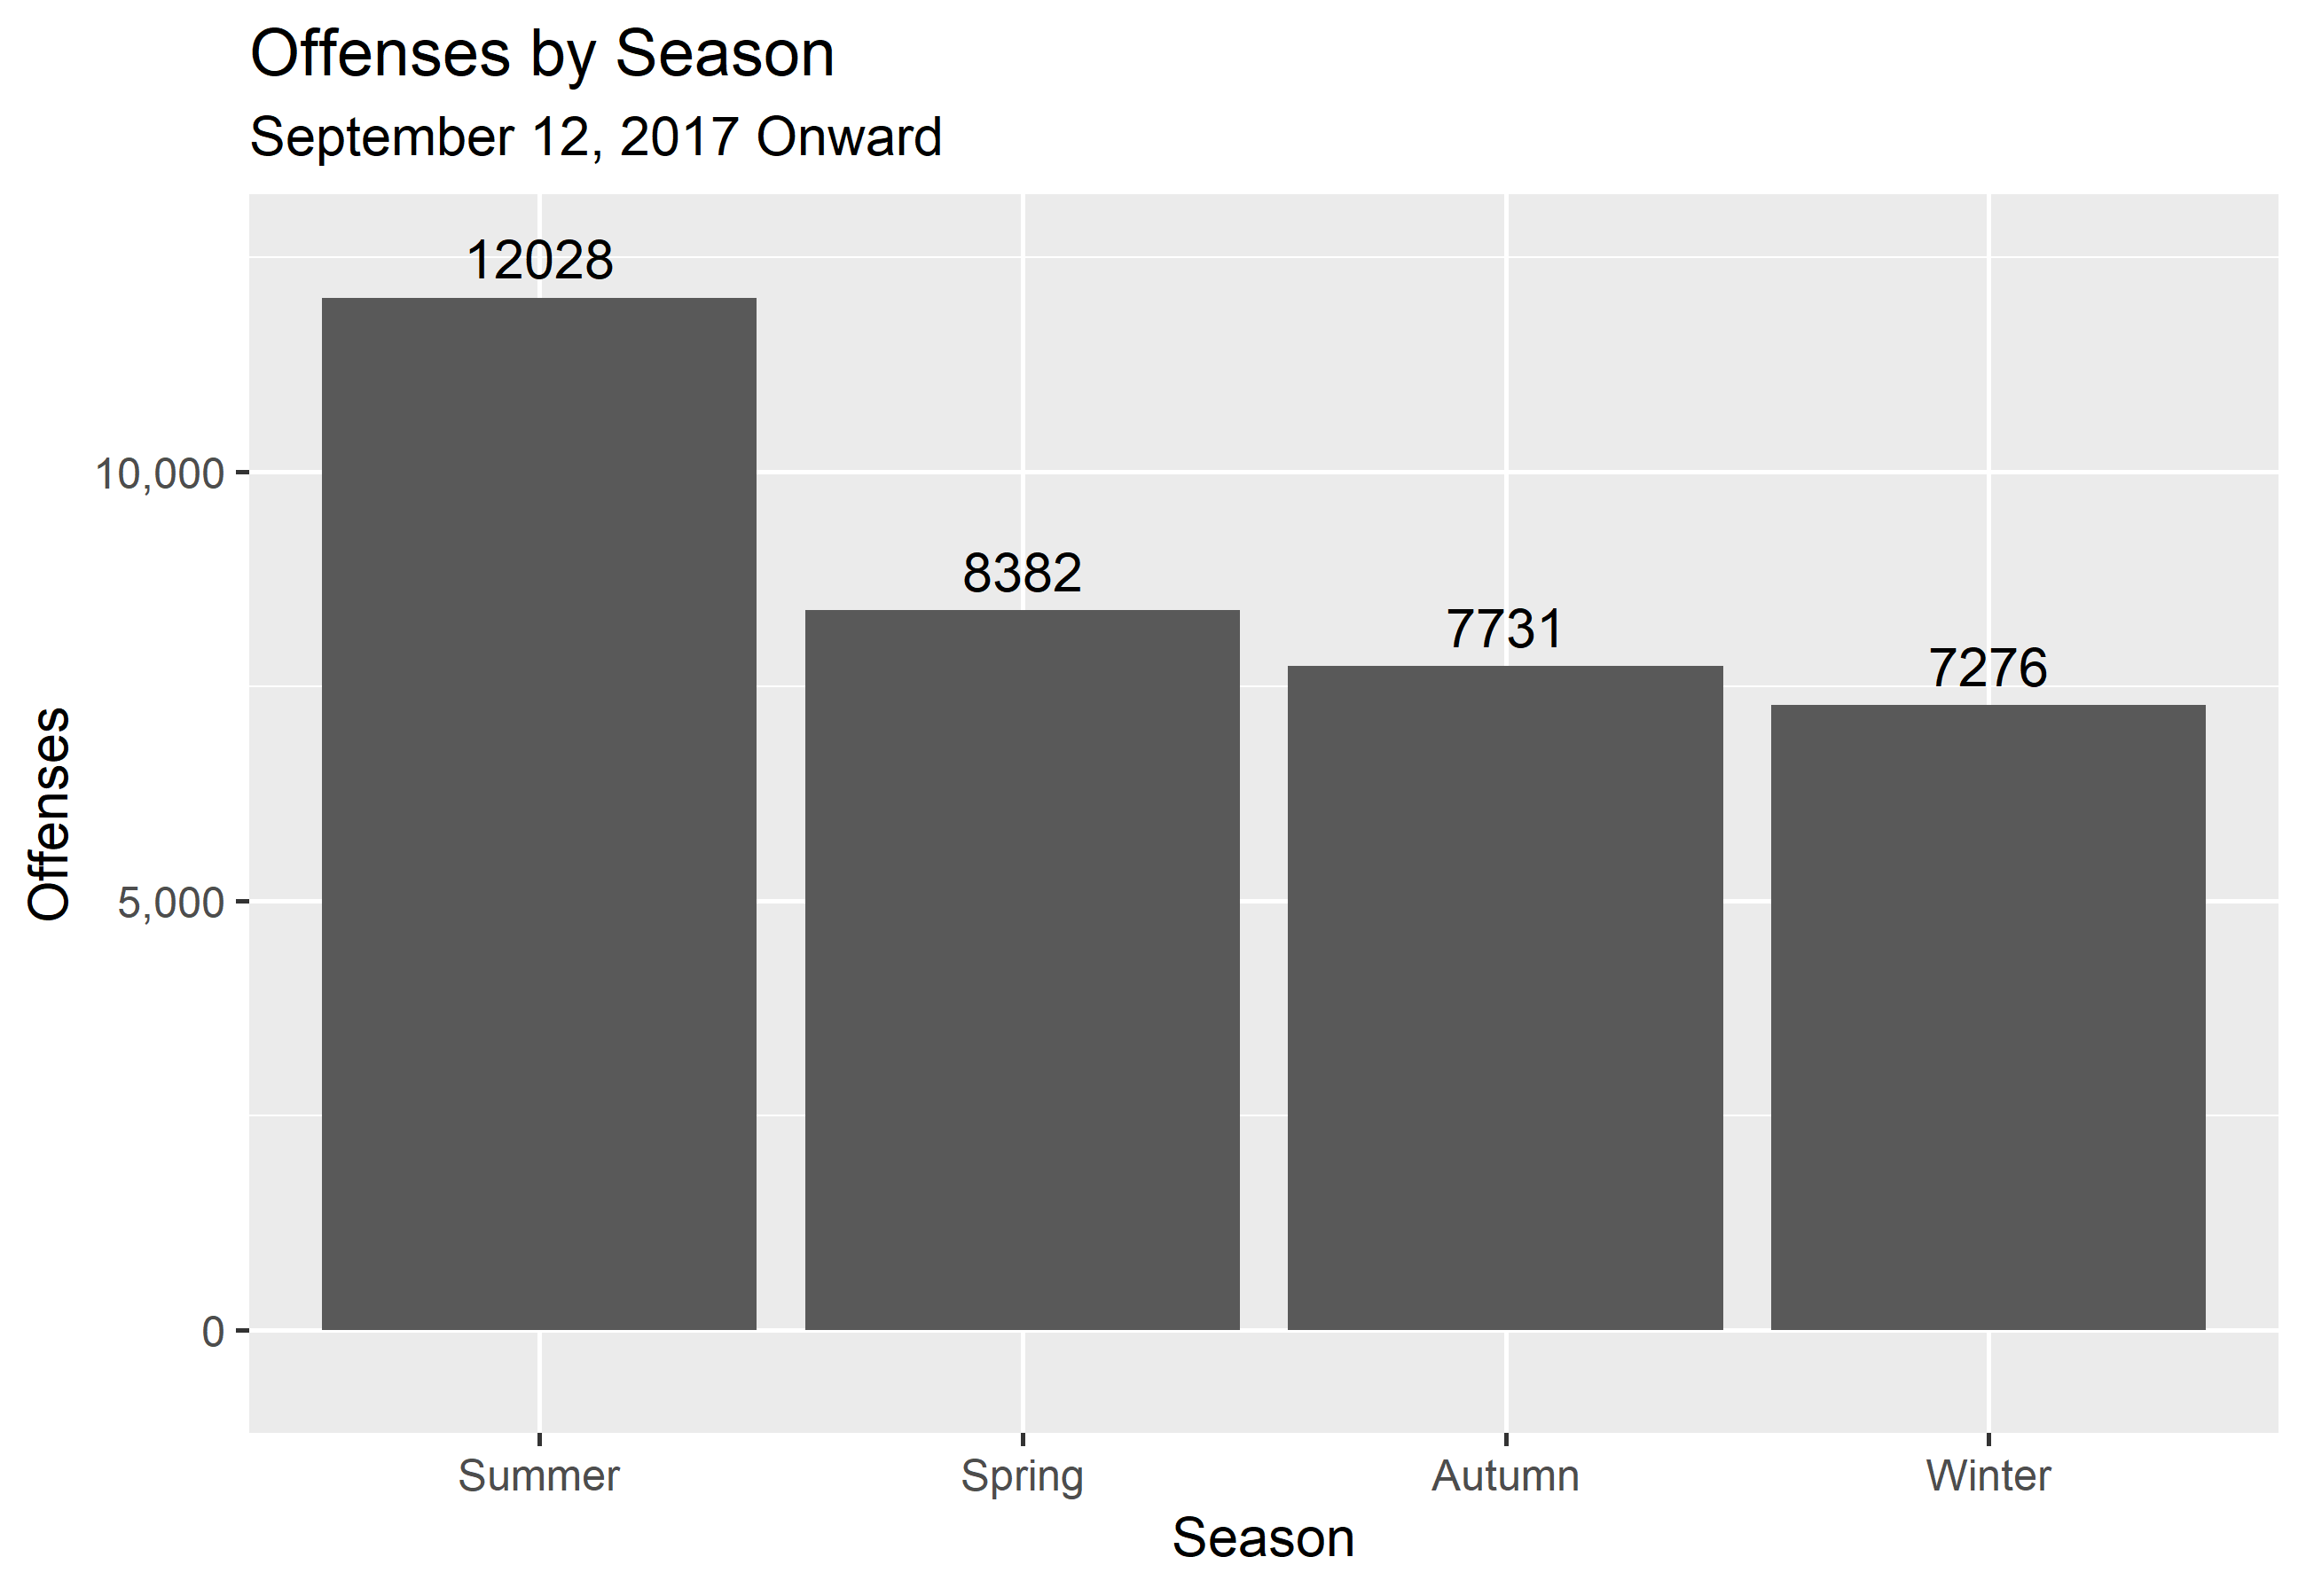 Offenses by Season
September 12, 2017 Onward
12028
8382
7731
7276
10,000
5,000
0
Offenses
Summer
Spring
Autumn
Winter
Season